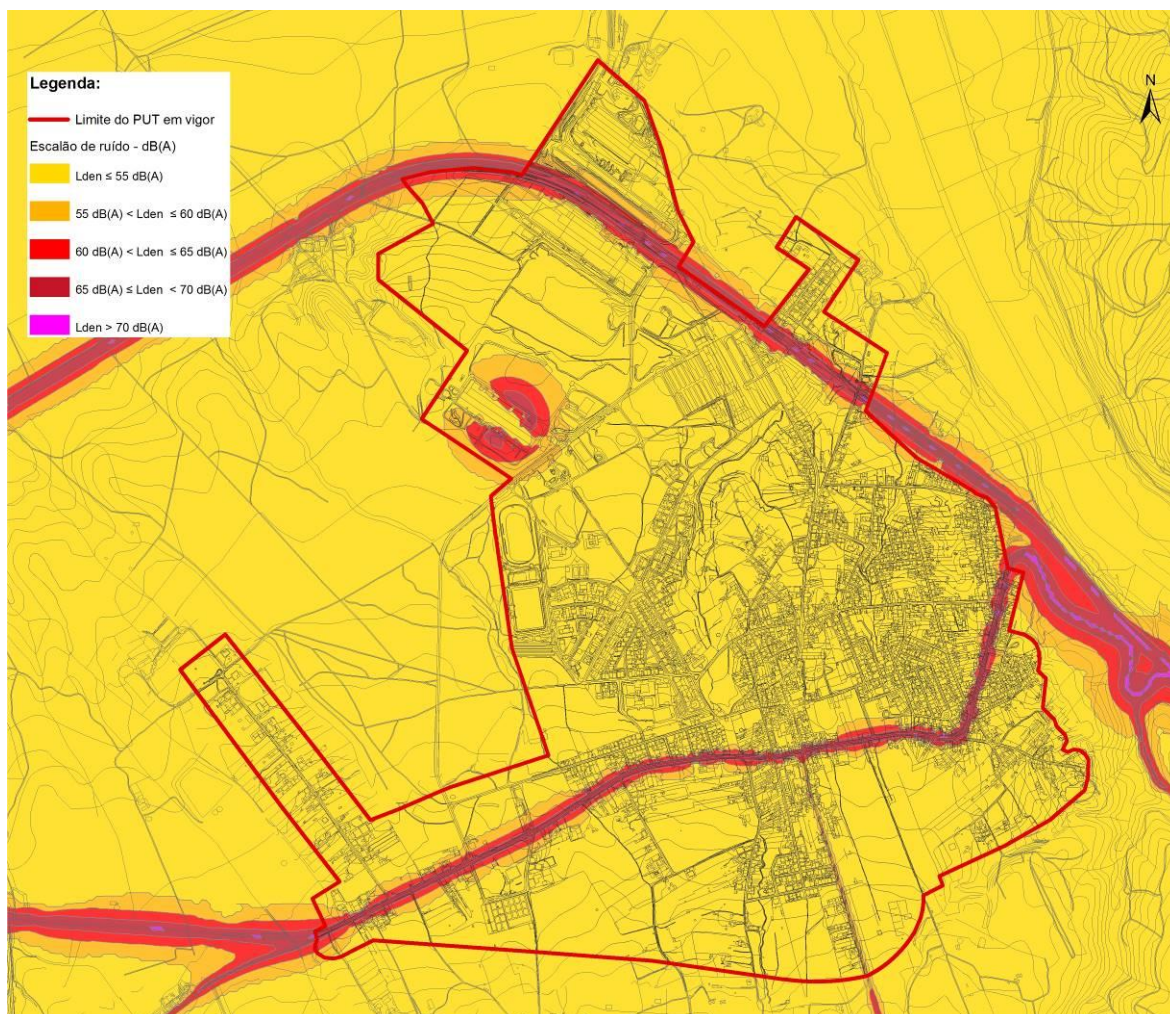 Legenda:
Limite do PUT em vigor
Escalão de ruído - dB(A)
Lden ≤ 55 dB(A)
55 dB(A) < Lden ≤ 60 dB(A)
60 dB(A) < Lden ≤ 65 dB(A)
65 dB(A) ≤ Lden < 70 dB(A)
Lden > 70 dB(A)
N